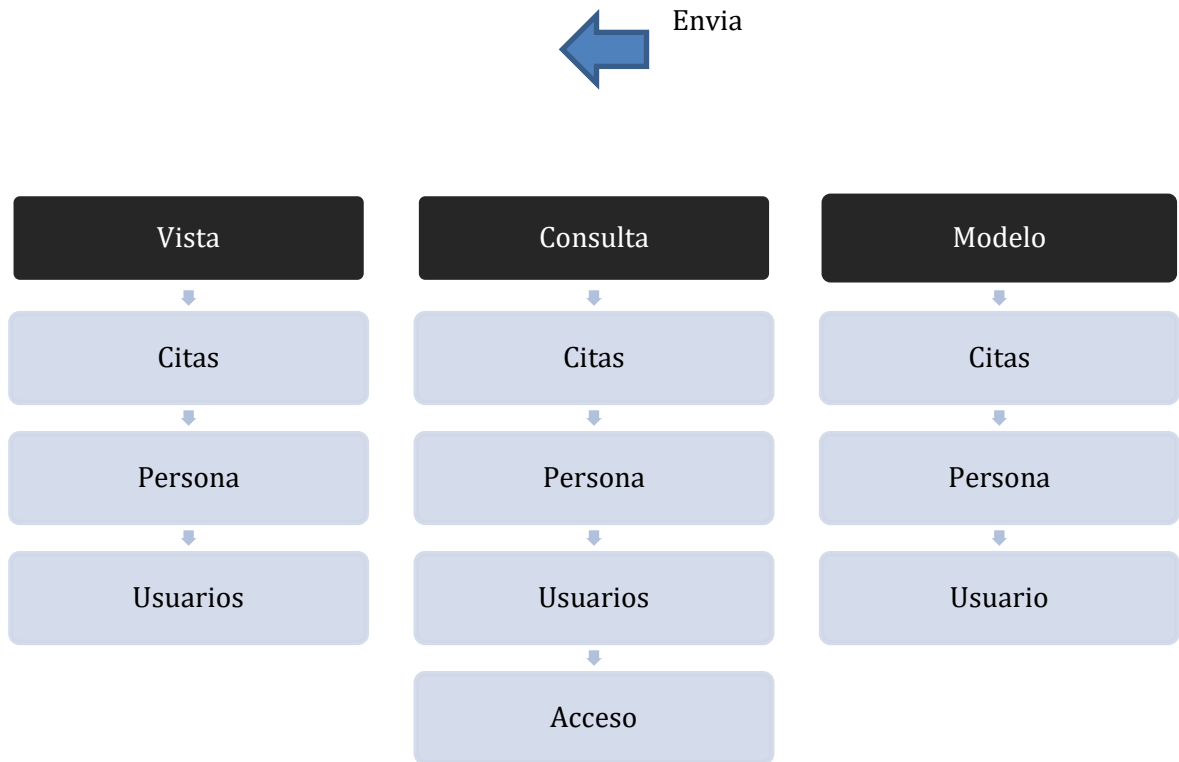 Envia
Vista
Citas
Persona
Usuarios
Consulta
Citas
Persona
Usuarios
Acceso
Modelo
Citas
Persona
Usuario